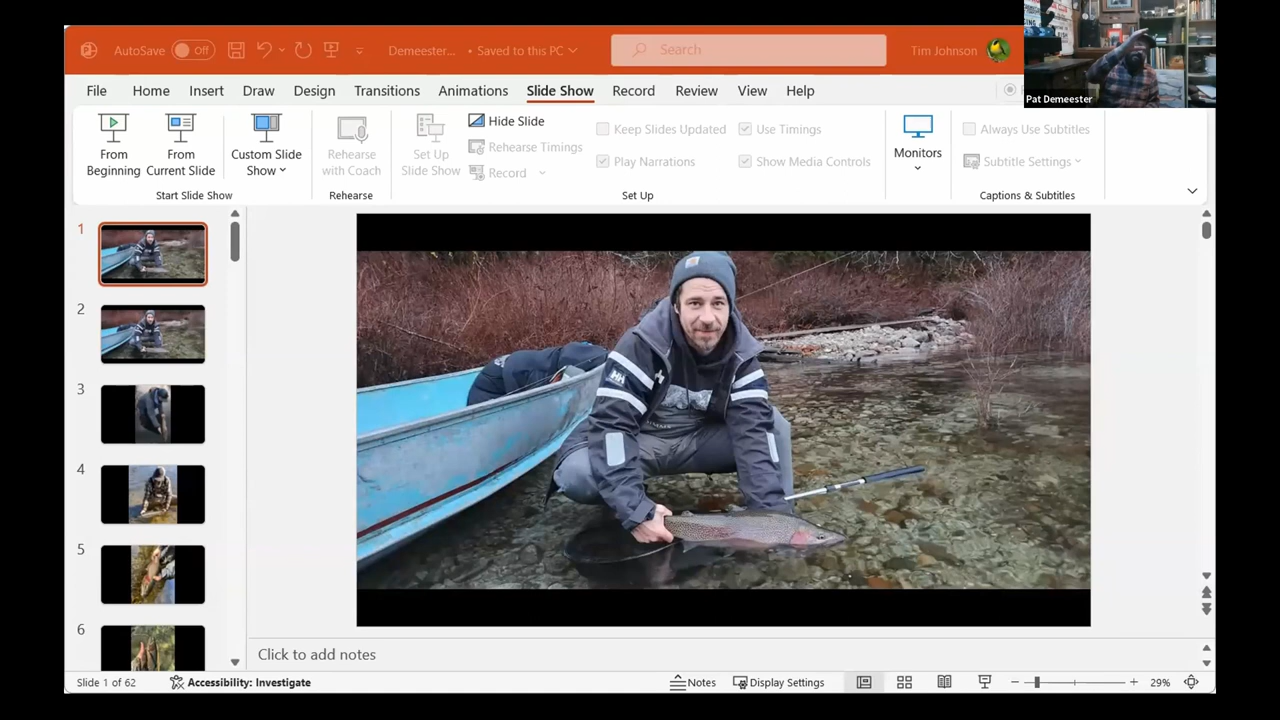 AutoSave Off Demeester... • Saved to this PC Search Tim Johnson
Pat Demeester
File Home Insert Draw Design Transitions Animations Slide Show Record Review View Help
From Beginning
From Current Slide
Custom Slide Show
Start Slide Show
Rehearse with Coach
Rehearse
Set Up Slide Show
Hide Slide
Rehearse Timings
Record
Keep Slides Updated
Play Narrations
Use Timings
Show Media Controls
Set Up
Monitors
Always Use Subtitles
Subtitle Settings
Captions & Subtitles
1
2
3
4
5
6
HH
Click to add notes
Slide 1 of 62 Accessibility: Investigate Notes Display Settings 29%